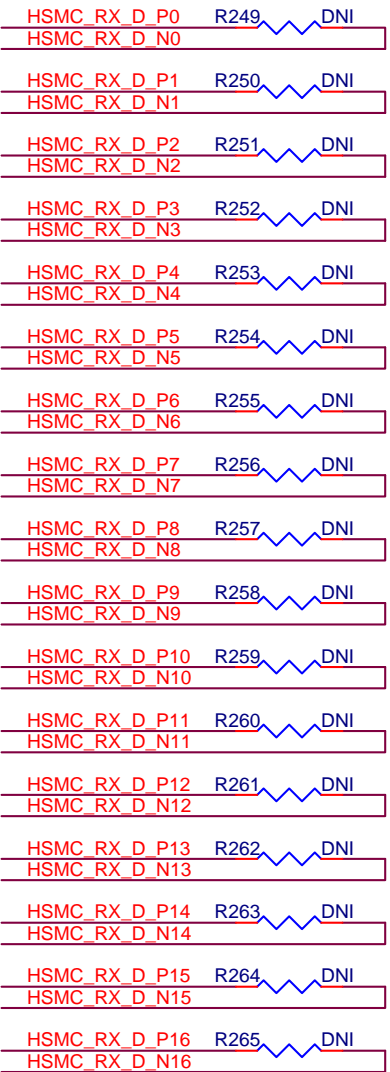 HSMC_RX_D_P0 R249 DNI
HSMC_RX_D_N0
HSMC_RX_D_P1 R250 DNI
HSMC_RX_D_N1
HSMC_RX_D_P2 R251 DNI
HSMC_RX_D_N2
HSMC_RX_D_P3 R252 DNI
HSMC_RX_D_N3
HSMC_RX_D_P4 R253 DNI
HSMC_RX_D_N4
HSMC_RX_D_P5 R254 DNI
HSMC_RX_D_N5
HSMC_RX_D_P6 R255 DNI
HSMC_RX_D_N6
HSMC_RX_D_P7 R256 DNI
HSMC_RX_D_N7
HSMC_RX_D_P8 R257 DNI
HSMC_RX_D_N8
HSMC_RX_D_P9 R258 DNI
HSMC_RX_D_N9
HSMC_RX_D_P10 R259 DNI
HSMC_RX_D_N10
HSMC_RX_D_P11 R260 DNI
HSMC_RX_D_N11
HSMC_RX_D_P12 R261 DNI
HSMC_RX_D_N12
HSMC_RX_D_P13 R262 DNI
HSMC_RX_D_N13
HSMC_RX_D_P14 R263 DNI
HSMC_RX_D_N14
HSMC_RX_D_P15 R264 DNI
HSMC_RX_D_N15
HSMC_RX_D_P16 R265 DNI
HSMC_RX_D_N16